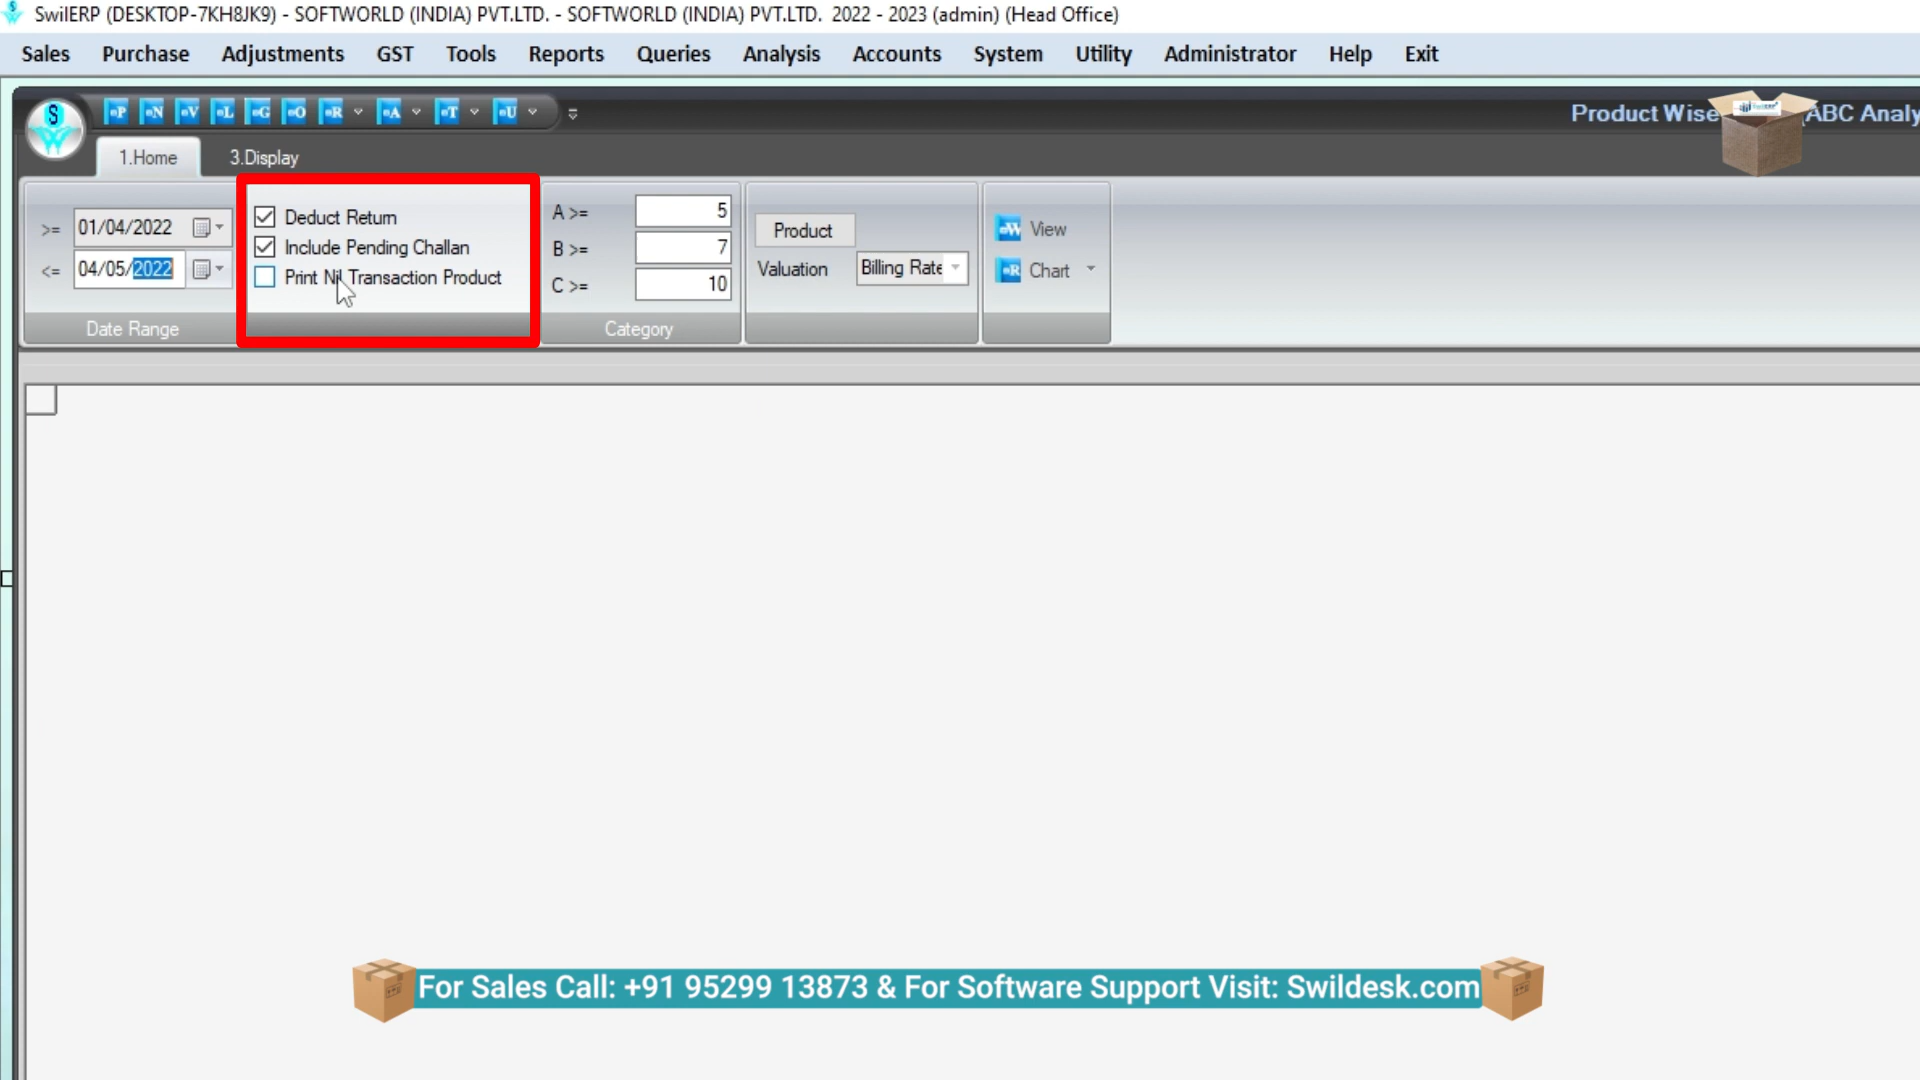 SwilERP (DESKTOP-7KH8JK9) - SOFTWORLD (INDIA) PVT.LTD. - SOFTWORLD (INDIA) PVT.LTD. 2022 - 2023 (admin) (Head Office)
Sales Purchase Adjustments GST Tools Reports Queries Analysis Accounts System Utility Administrator Help Exit
S P N V L G O R A T U Product Wise ABC Analy
1.Home 3.Display
>= 01/04/2022
<= 04/05/2022
Date Range
Deduct Return
Include Pending Challan
Print Nil Transaction Product
A >= 5
B >= 7
C >= 10
Category
Product
Valuation Billing Rate
W View
R Chart
For Sales Call: +91 95299 13873 & For Software Support Visit: Swildesk.com